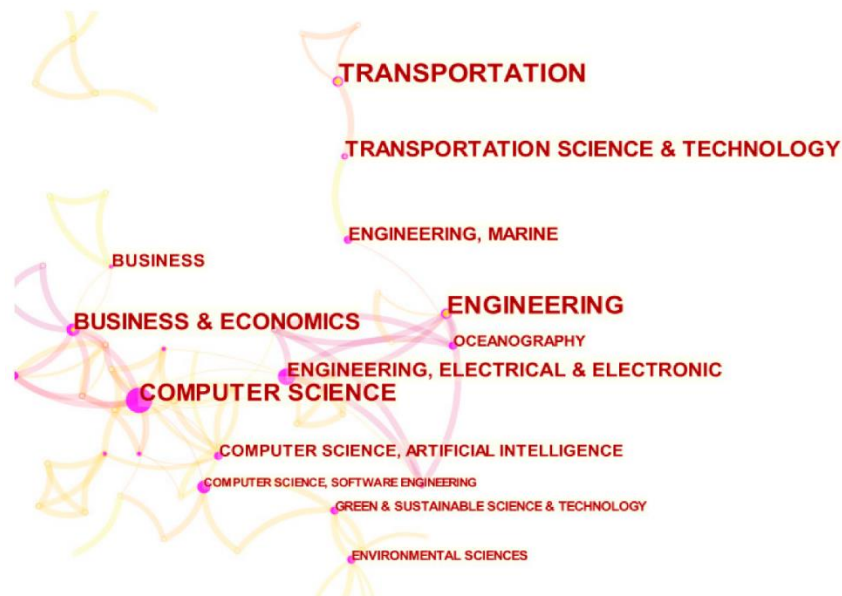 TRANSPORTATION
TRANSPORTATION SCIENCE & TECHNOLOGY
ENGINEERING, MARINE
BUSINESS
ENGINEERING
BUSINESS & ECONOMICS
OCEANOGRAPHY
ENGINEERING, ELECTRICAL & ELECTRONIC
COMPUTER SCIENCE
COMPUTER SCIENCE, ARTIFICIAL INTELLIGENCE
COMPUTER SCIENCE, SOFTWARE ENGINEERING
GREEN & SUSTAINABLE SCIENCE & TECHNOLOGY
ENVIRONMENTAL SCIENCES